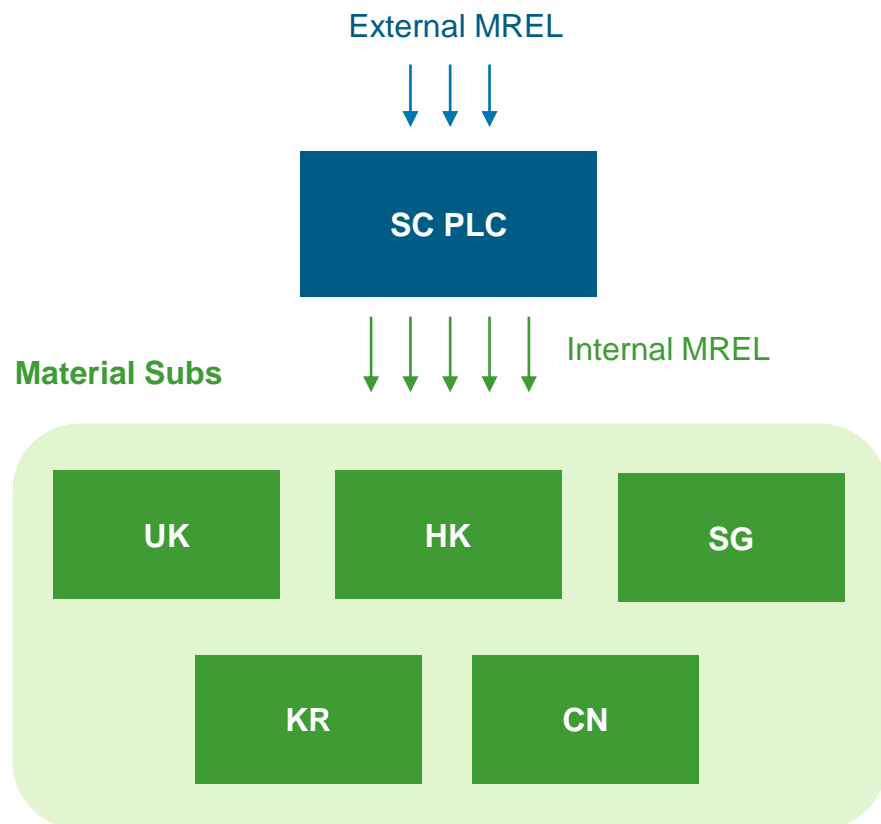 External MREL
SC PLC
Internal MREL
Material Subs
UK
HK
SG
KR
CN